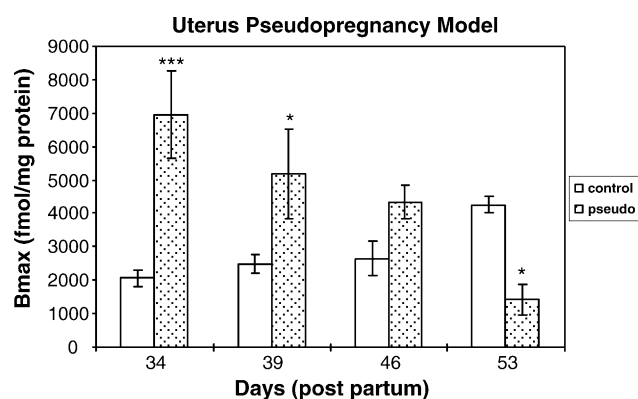 Uterus Pseudopregnancy Model
Bmax (fmol/mg protein)
9000
8000
7000
6000
5000
4000
3000
2000
1000
0
***
*
*
34 39 46 53
Days (post partum)
control
pseudo